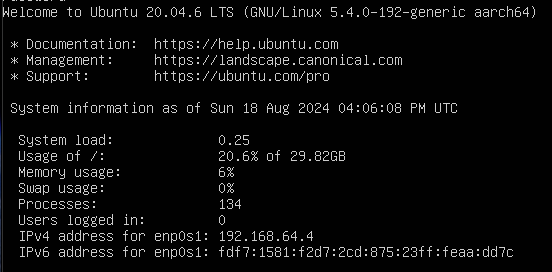 Welcome to Ubuntu 20.04.6 LTS (GNU/Linux 5.4.0-192-generic aarch64)
* Documentation: https://help.ubuntu.com
* Management: https://landscape.canonical.com
* Support: https://ubuntu.com/pro
System information as of Sun 18 Aug 2024 04:06:08 PM UTC
System load: 0.25
Usage of /: 20.6% of 29.82GB
Memory usage: 6%
Swap usage: 0%
Processes: 134
Users logged in: 0
IPv4 address for enp0s1: 192.168.64.4
IPv6 address for enp0s1: fdf7:1581:f2d7:2cd:875:23ff:feaa:dd7c